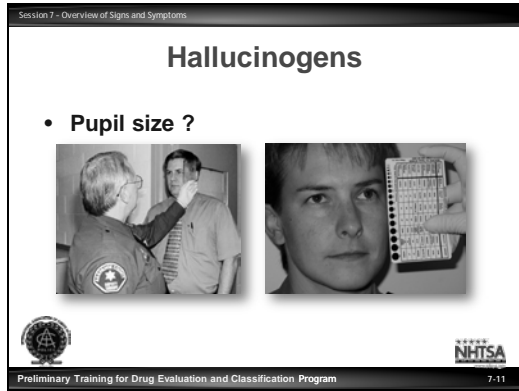 Session 7 - Overview of Signs and Symptoms
Hallucinogens
• Pupil size ?
NHTSA
Preliminary Training for Drug Evaluation and Classification Program
7-11